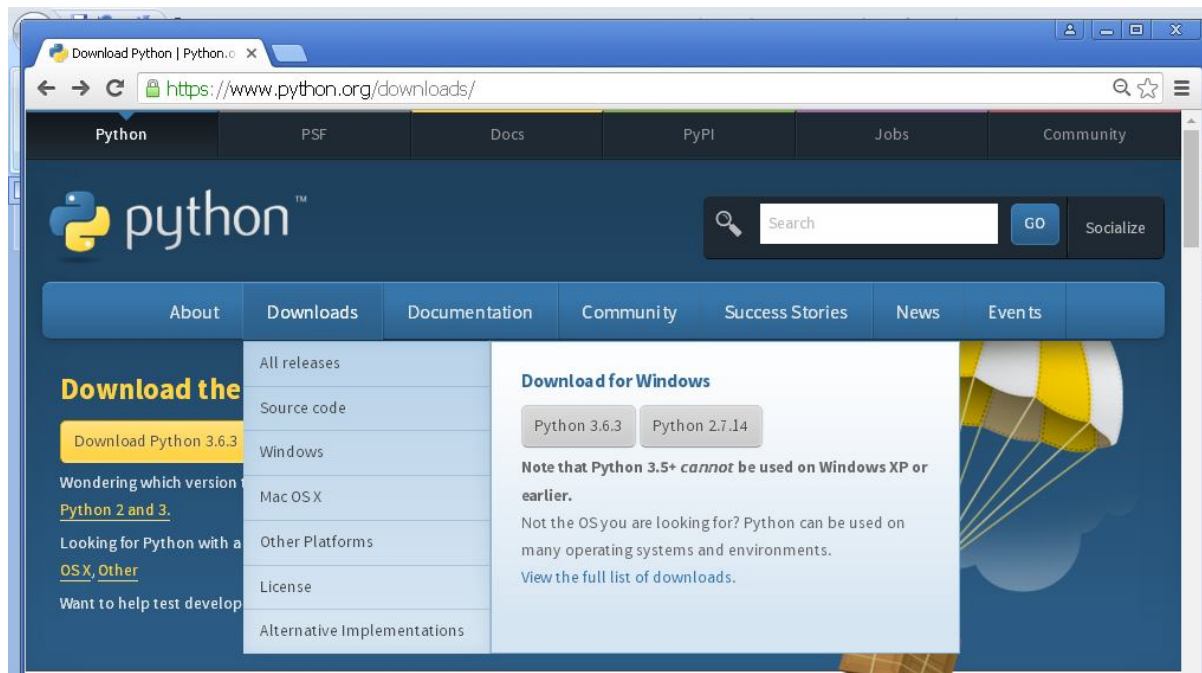 Download Python | Python.o
https://www.python.org/downloads/
Python PSF Docs PyPI Jobs Community
python™
Search GO Socialize
About Downloads Documentation Community Success Stories News Events
Download the
Download Python 3.6.3
Wondering which version
Python 2 and 3.
Looking for Python with a
OS X, Other
Want to help test develop
All releases
Source code
Windows
Mac OS X
Other Platforms
License
Alternative Implementations
Download for Windows
Python 3.6.3 Python 2.7.14
Note that Python 3.5+ cannot be used on Windows XP or
earlier.
Not the OS you are looking for? Python can be used on
many operating systems and environments.
View the full list of downloads.